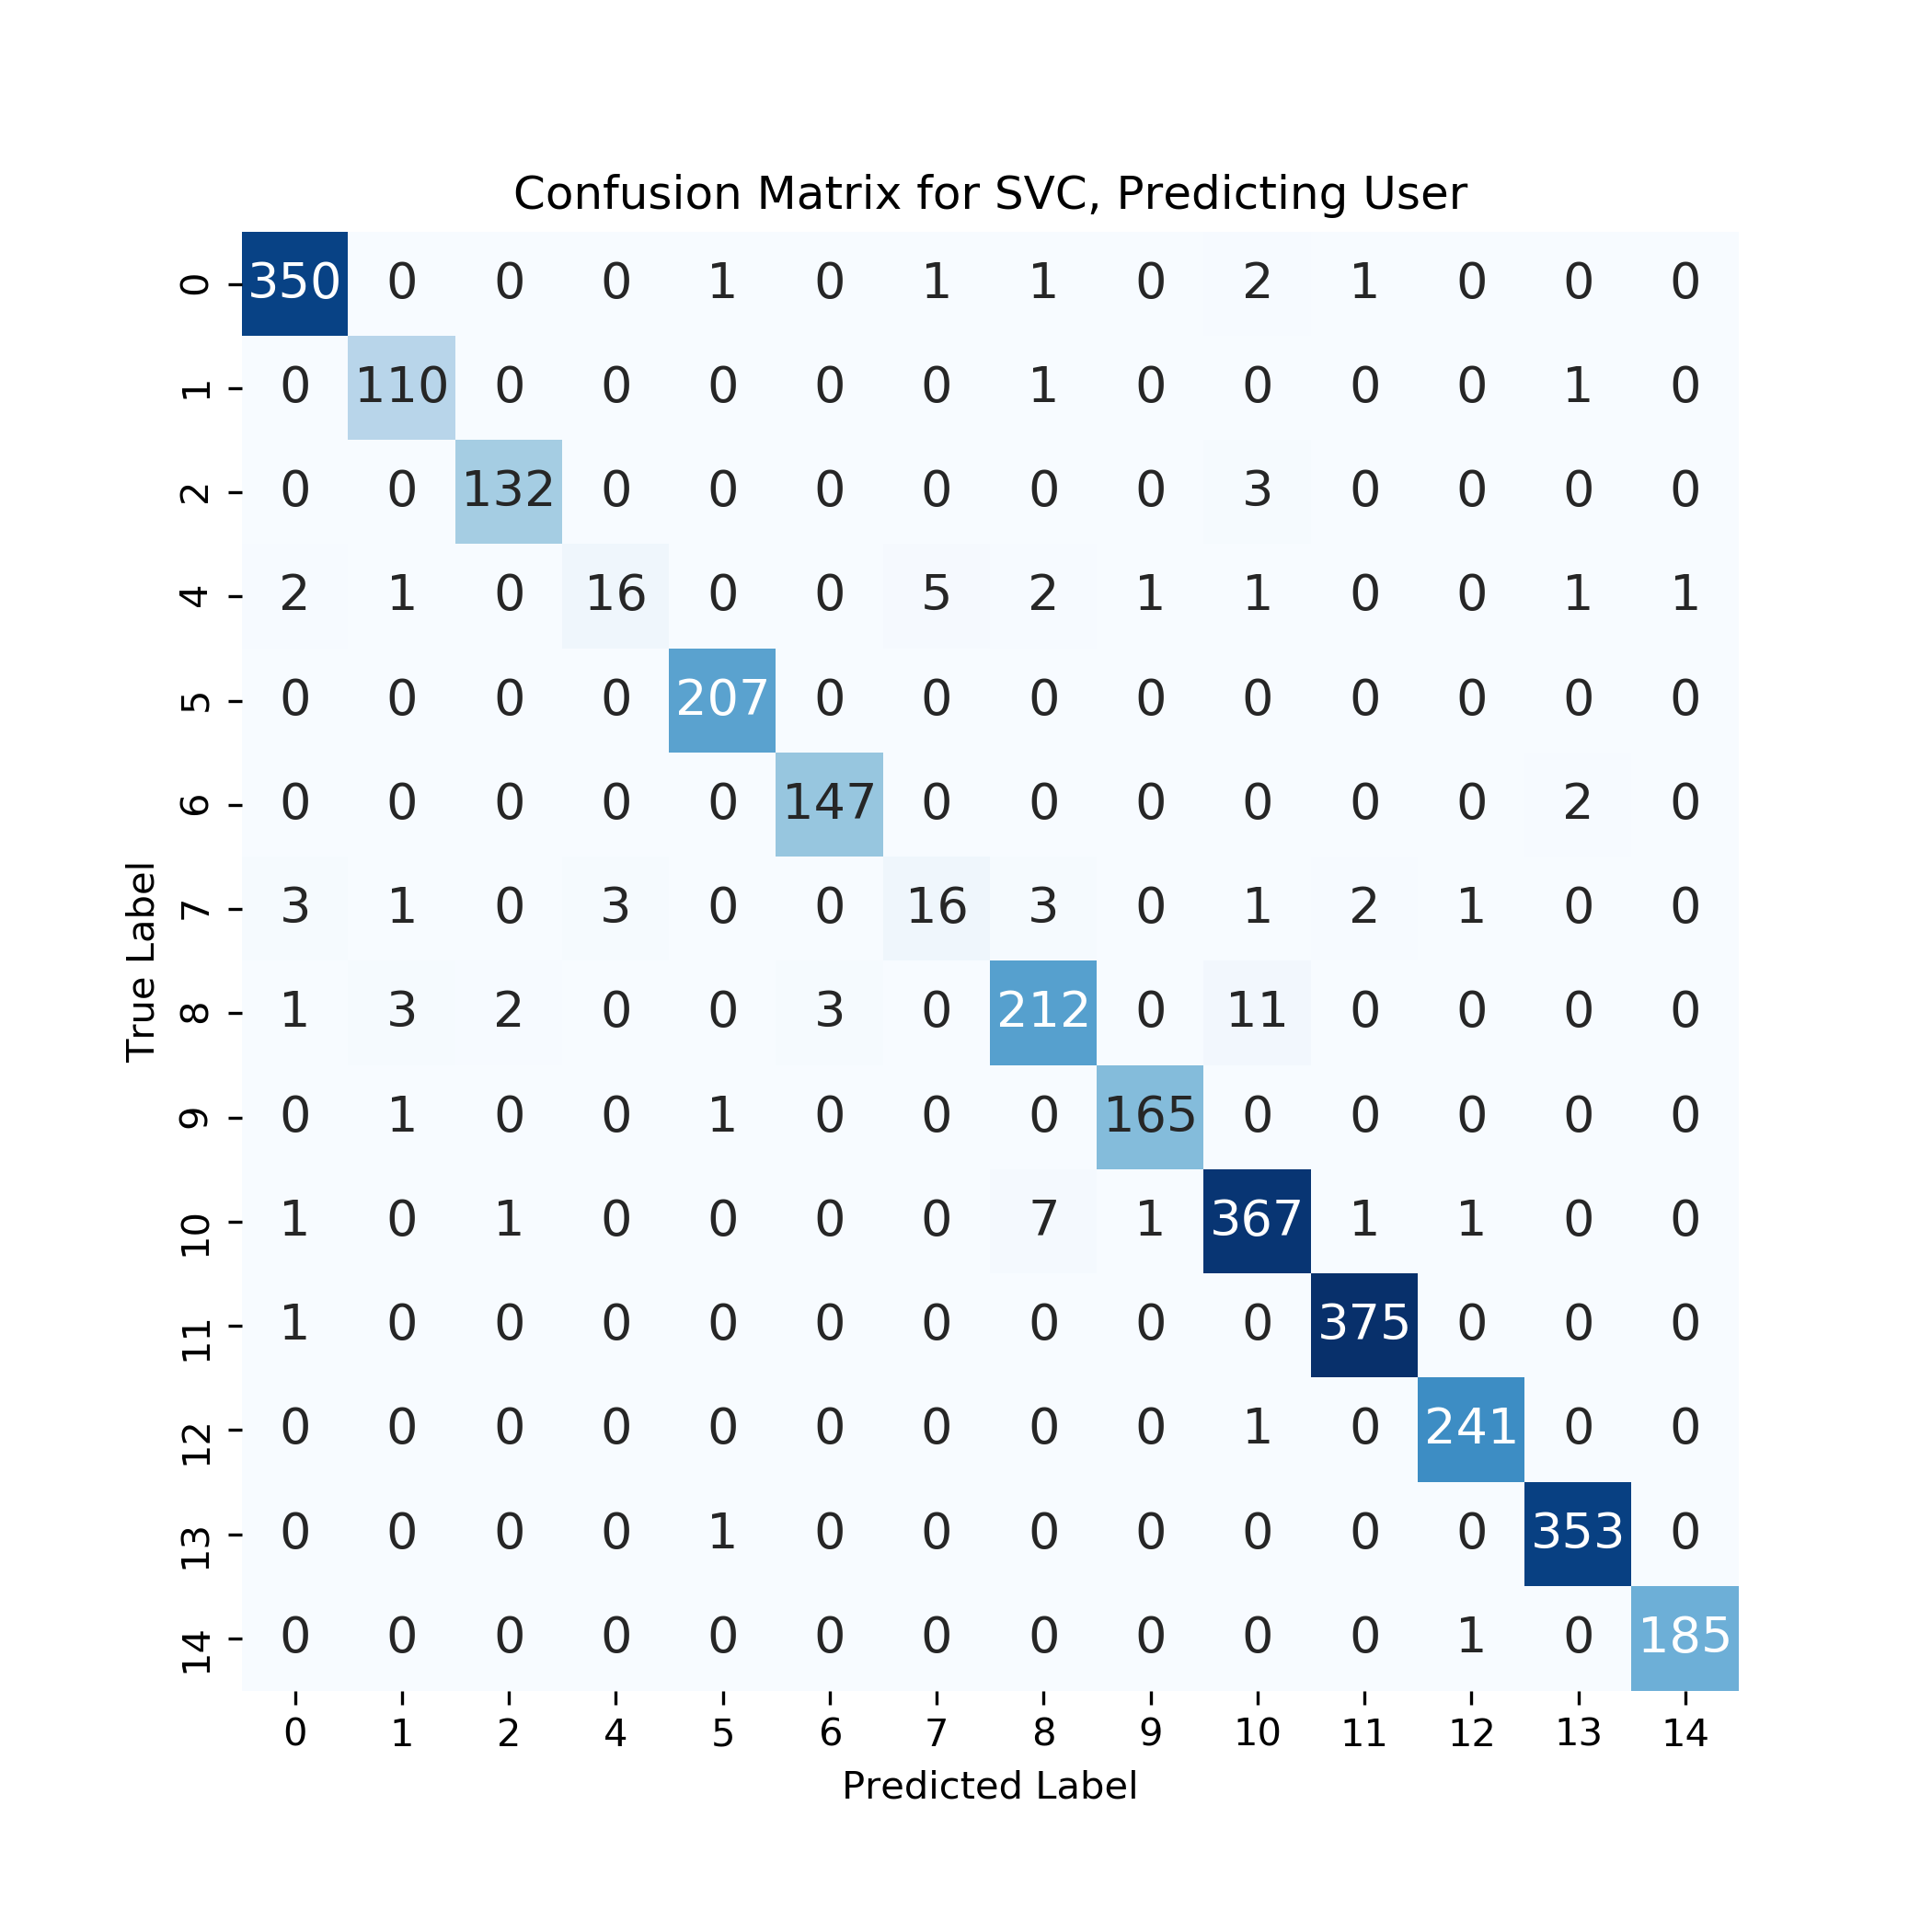 Confusion Matrix for SVC, Predicting User
True Label
0 350 0 0 0 1 0 1 1 0 2 1 0 0 0
1 0 110 0 0 0 0 0 1 0 0 0 0 1 0
2 0 0 132 0 0 0 0 0 0 3 0 0 0 0
4 2 1 0 16 0 0 5 2 1 1 0 0 1 1
5 0 0 0 0 207 0 0 0 0 0 0 0 0 0
6 0 0 0 0 0 147 0 0 0 0 0 0 2 0
7 3 1 0 3 0 0 16 3 0 1 2 1 0 0
8 1 3 2 0 0 3 0 212 0 11 0 0 0 0
9 0 1 0 0 1 0 0 0 165 0 0 0 0 0
10 1 0 1 0 0 0 0 7 1 367 1 1 0 0
11 1 0 0 0 0 0 0 0 0 0 375 0 0 0
12 0 0 0 0 0 0 0 0 0 1 0 241 0 0
13 0 0 0 0 1 0 0 0 0 0 0 0 353 0
14 0 0 0 0 0 0 0 0 0 0 0 1 0 185
0 1 2 4 5 6 7 8 9 10 11 12 13 14
Predicted Label